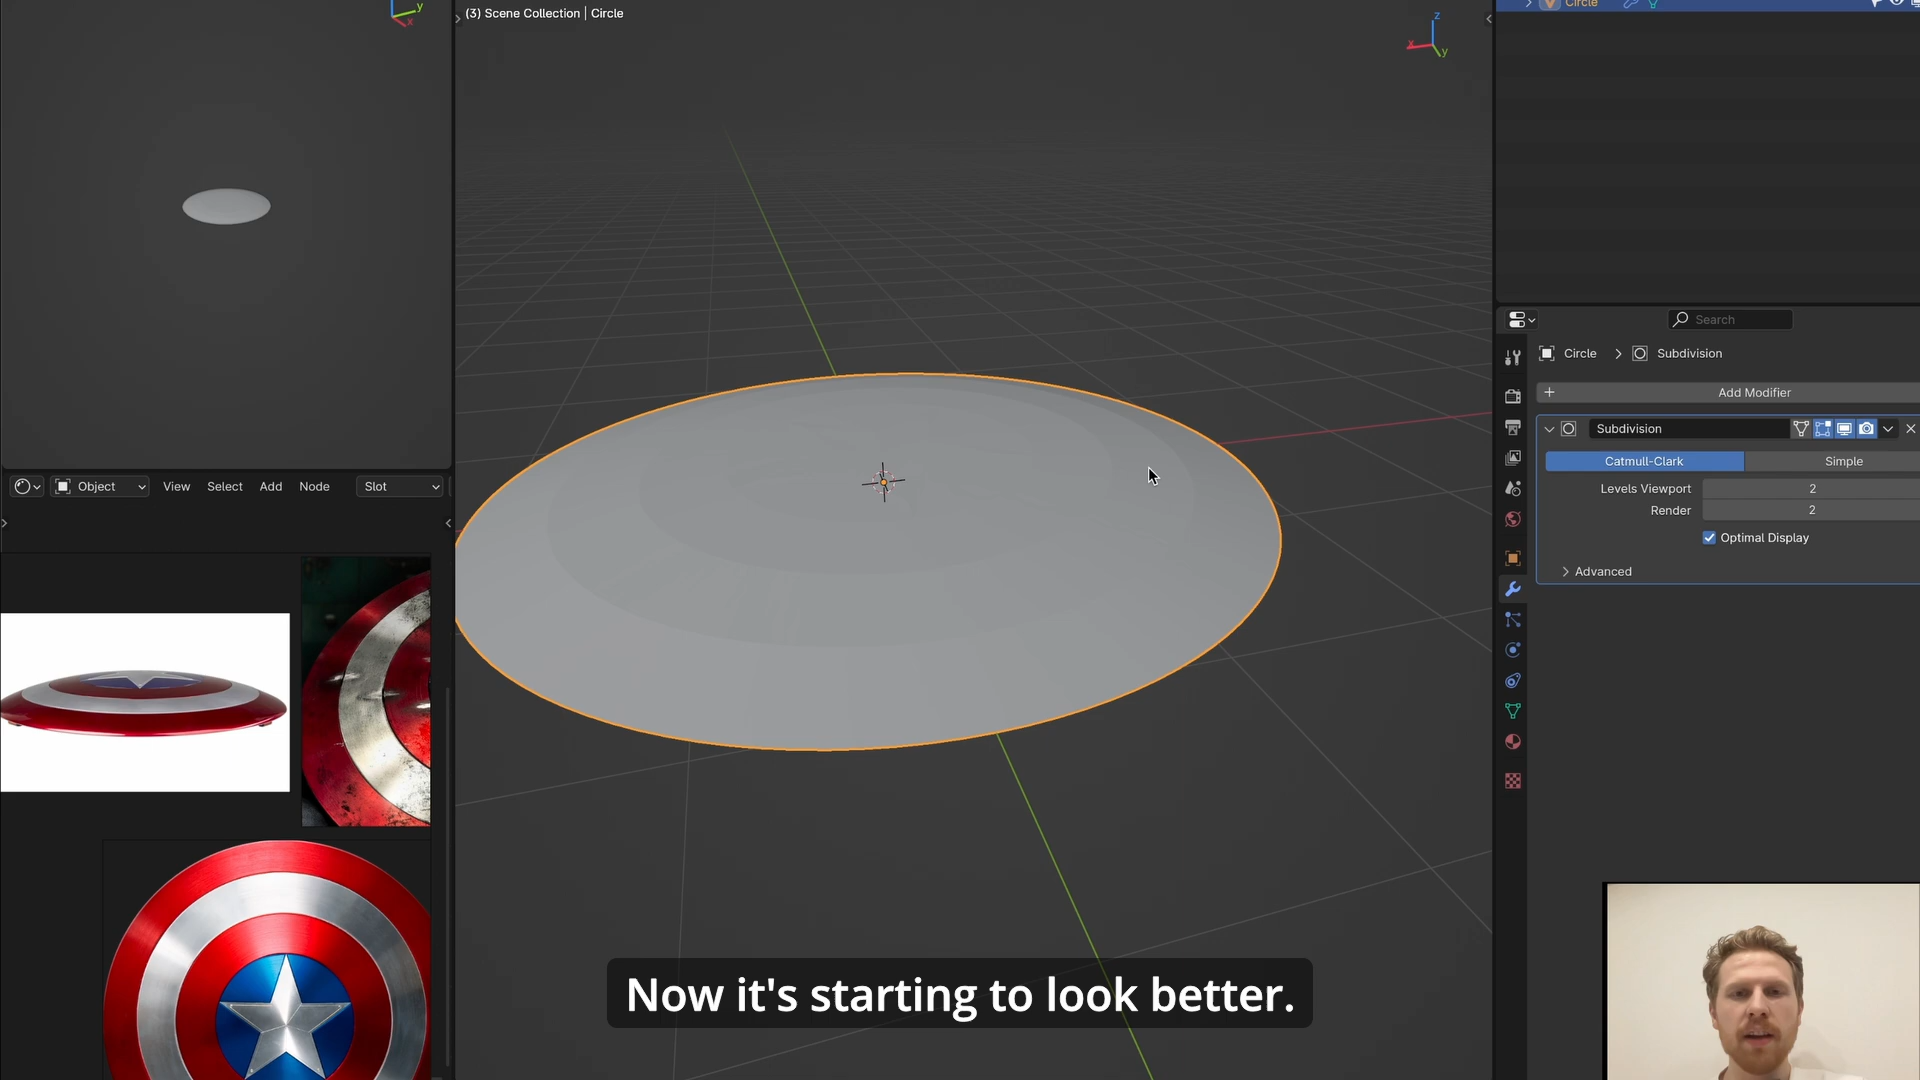 y
x
(3) Scene Collection | Circle
z
x
y
Circle
Search
Circle > Subdivision
Add Modifier
Subdivision
Catmull-Clark
Simple
Levels Viewport
2
Render
2
Optimal Display
Advanced
Object
View
Select
Add
Node
Slot
Now it's starting to look better.